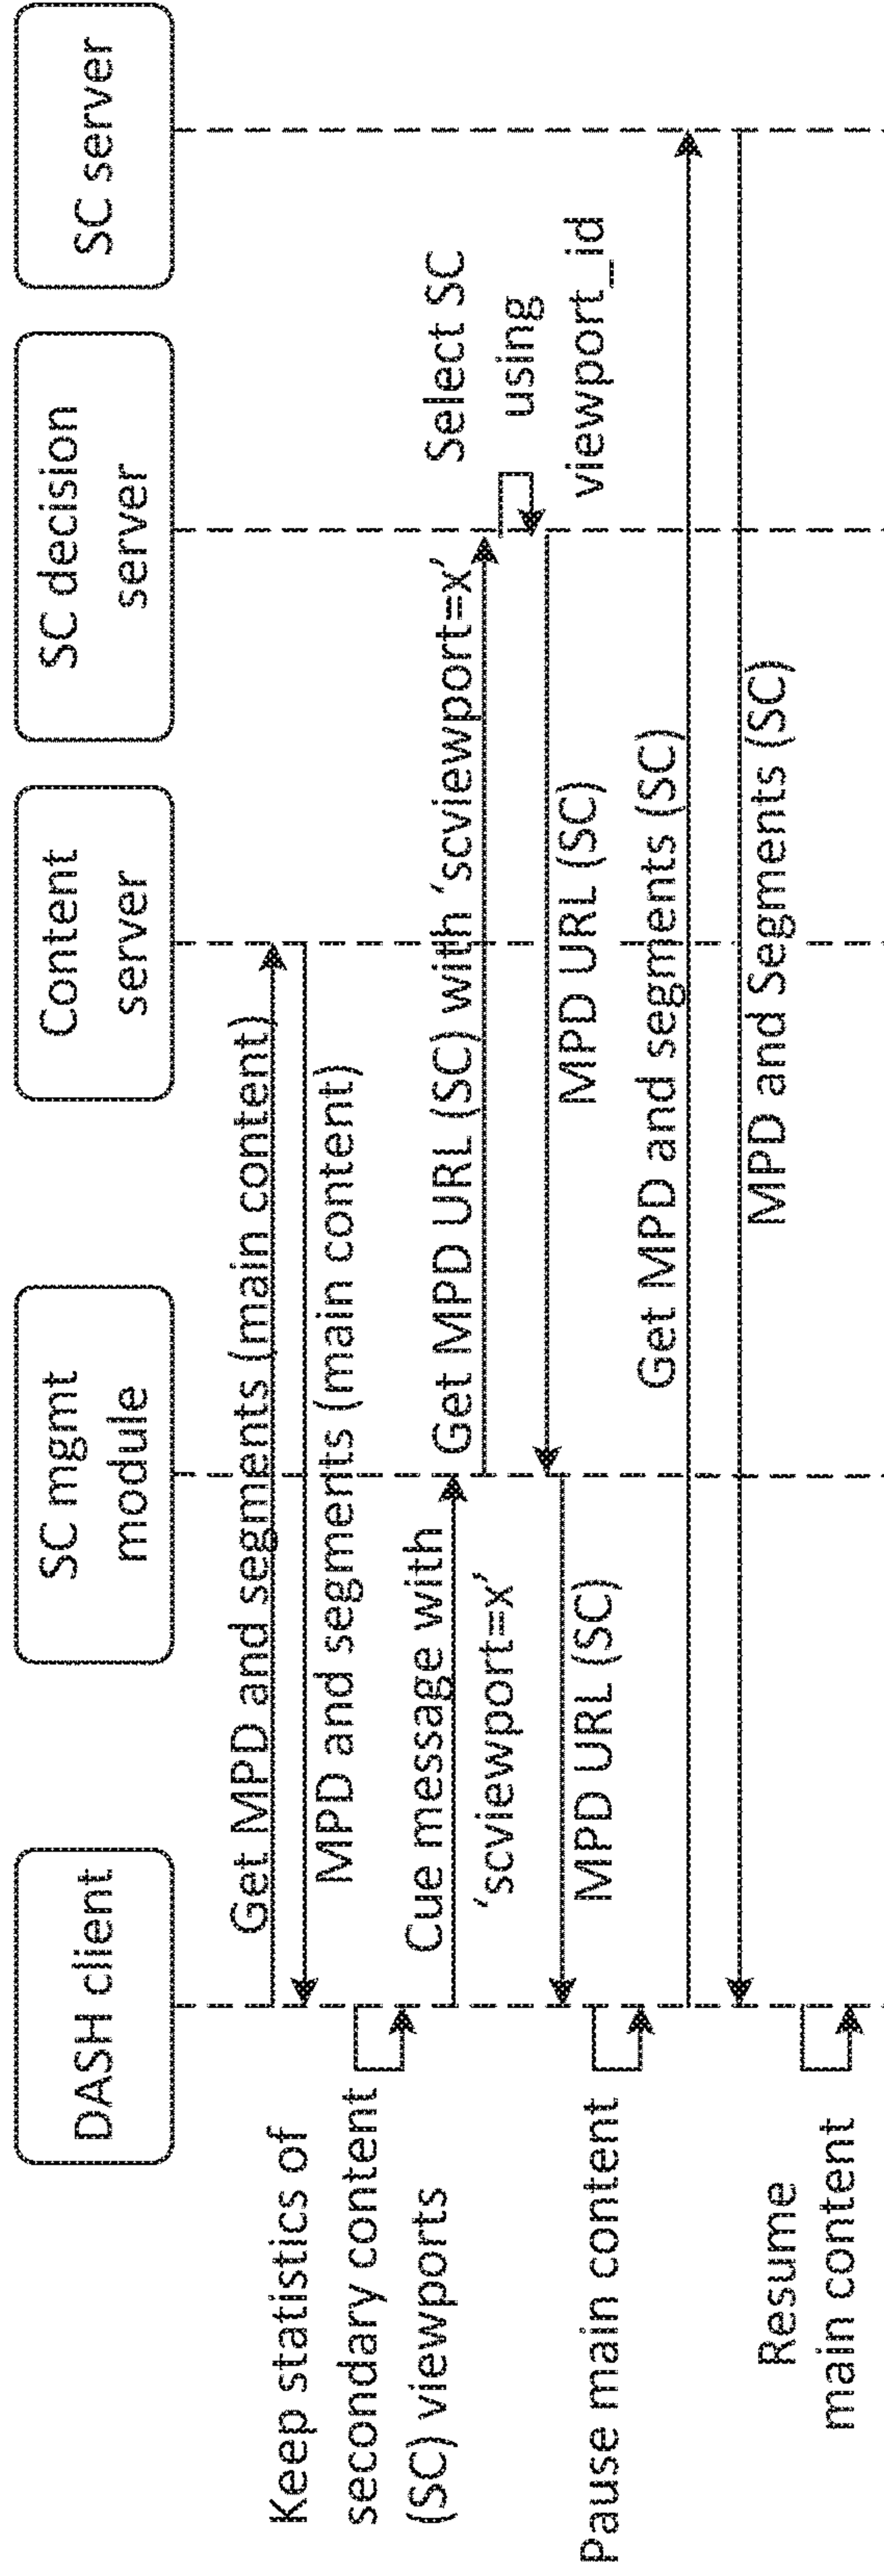 DASH client
SC mgmt
module
Content
server
SC decision
server
SC server
Get MPD and segments (main content)
MPD and segments (main content)
Keep statistics of
secondary content
(SC) viewports
Cue message with
‘scviewport=x’
Get MPD URL (SC) with ‘scviewport=x’
Select SC
using
viewport_id
MPD URL (SC)
MPD URL (SC)
Pause main content
Get MPD and segments (SC)
MPD and Segments (SC)
Resume
main content